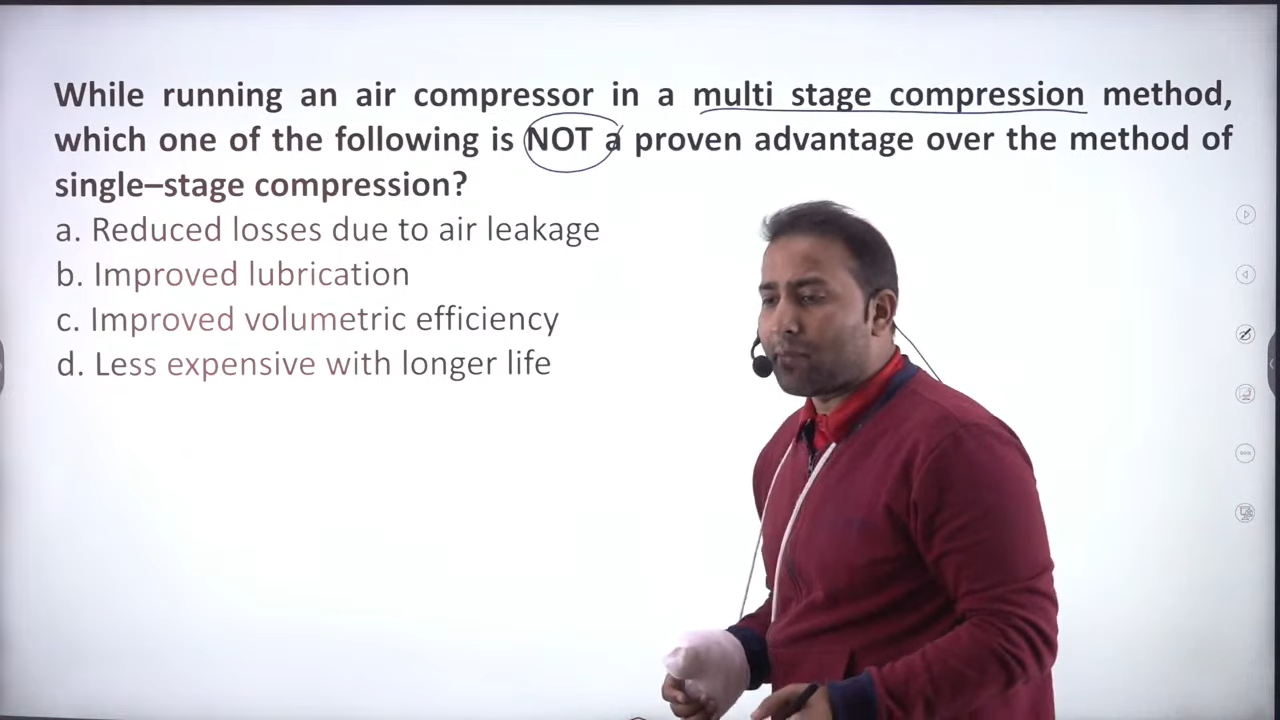 While running an air compressor in a multi stage compression method,
which one of the following is NOT a proven advantage over the method of
single–stage compression?
a. Reduced losses due to air leakage
b. Improved lubrication
c. Improved volumetric efficiency
d. Less expensive with longer life